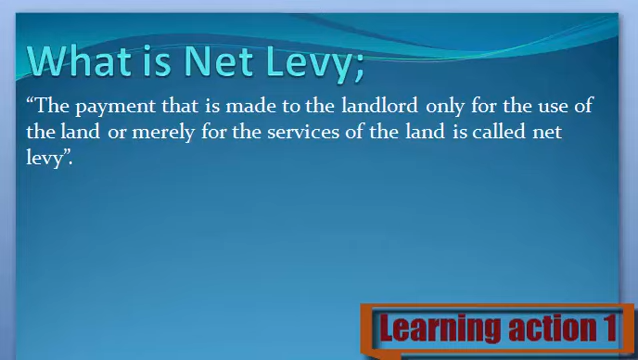 What is Net Levy;
“The payment that is made to the landlord only for the use of
the land or merely for the services of the land is called net
levy”.
Learning action 1